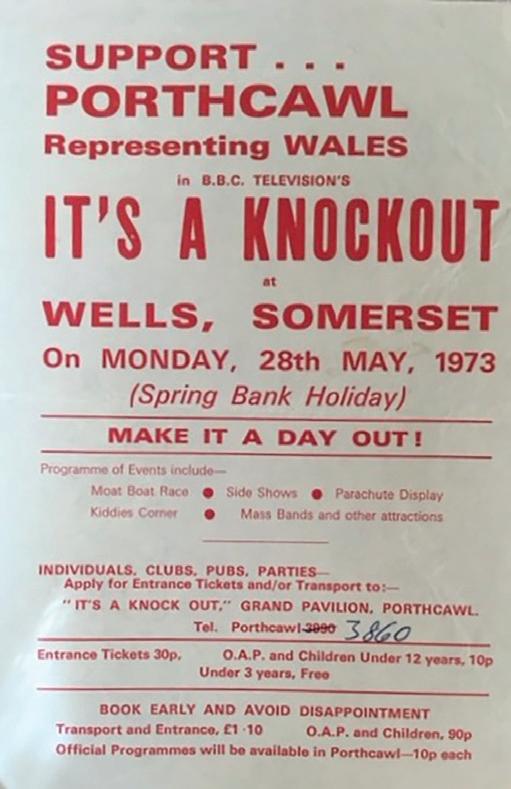 SUPPORT . . .
PORTHCAWL
Representing WALES
in B.B.C. TELEVISION'S
IT'S A KNOCKOUT
at
WELLS, SOMERSET
On MONDAY, 28th MAY, 1973
(Spring Bank Holiday)
MAKE IT A DAY OUT!
Programme of Events include—
Moat Boat Race ● Side Shows ● Parachute Display
Kiddies Corner ● Mass Bands and other attractions
INDIVIDUALS, CLUBS, PUBS, PARTIES—
Apply for Entrance Tickets and/or Transport to:—
"IT'S A KNOCK OUT," GRAND PAVILION, PORTHCAWL.
Tel. Porthcawl 3990 3860
Entrance Tickets 30p, O.A.P. and Children Under 12 years, 10p
Under 3 years, Free
BOOK EARLY AND AVOID DISAPPOINTMENT
Transport and Entrance, £1·10 O.A.P. and Children, 90p
Official Programmes will be available in Porthcawl—10p each